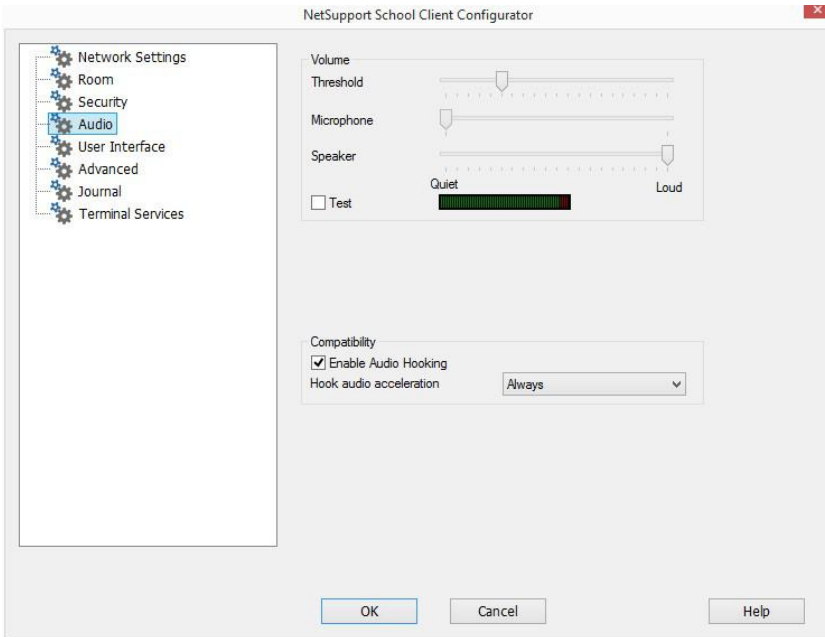 NetSupport School Client Configurator
Network Settings
Room
Security
Audio
User Interface
Advanced
Journal
Terminal Services
Volume
Threshold
Microphone
Speaker
Quiet
Loud
Test
Compatibility
Enable Audio Hooking
Hook audio acceleration Always
OK Cancel Help